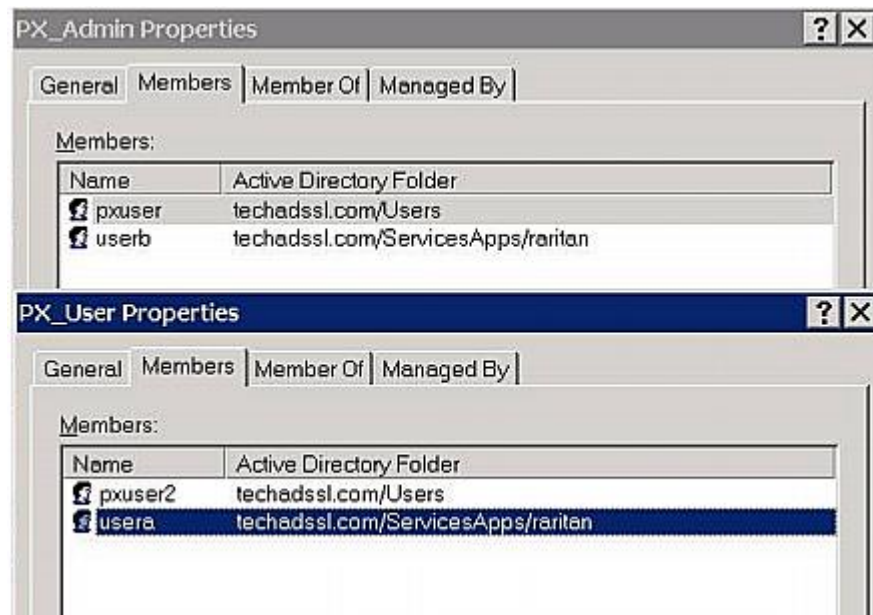 PX_Admin Properties
General Members Member Of Managed By
Members:
Name Active Directory Folder
pxuser techadssl.com/Users
userb techadssl.com/ServicesApps/raritan
PX_User Properties
General Members Member Of Managed By
Members:
Name Active Directory Folder
pxuser2 techadssl.com/Users
usera techadssl.com/ServicesApps/raritan